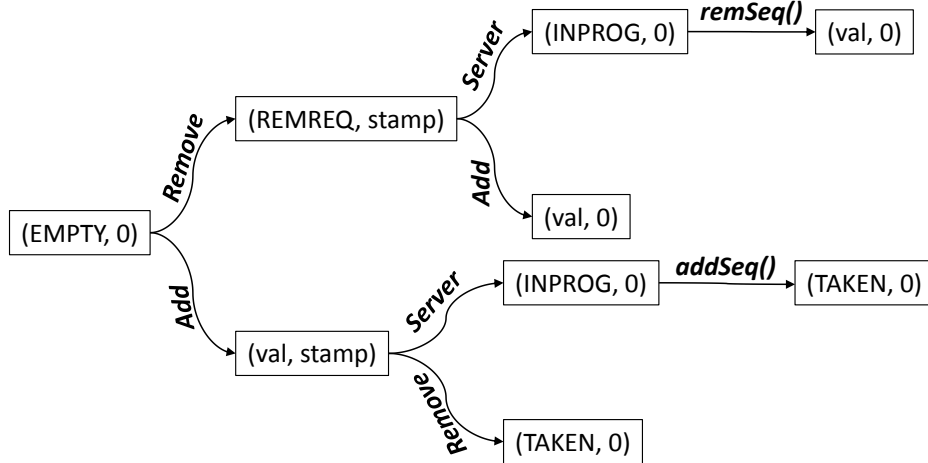 (INPROG, 0)
remSeq()
(val, 0)
Server
(REMREQ, stamp)
Remove
Add
(val, 0)
(EMPTY, 0)
(INPROG, 0)
addSeq()
(TAKEN, 0)
Add
Server
(val, stamp)
Remove
(TAKEN, 0)